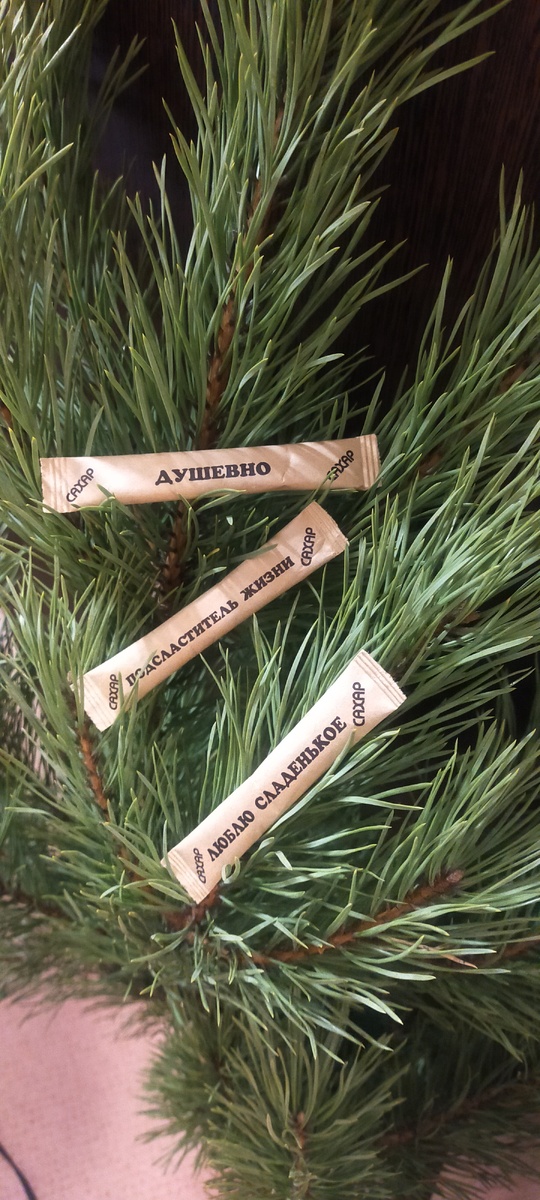 САХАР ДУШЕВНО САХАР
САХАР ПОДСЛАСТИТЕЛЬ ЖИЗНИ САХАР
САХАР ЛЮБЛЮ СЛАДЕНЬКОЕ САХАР